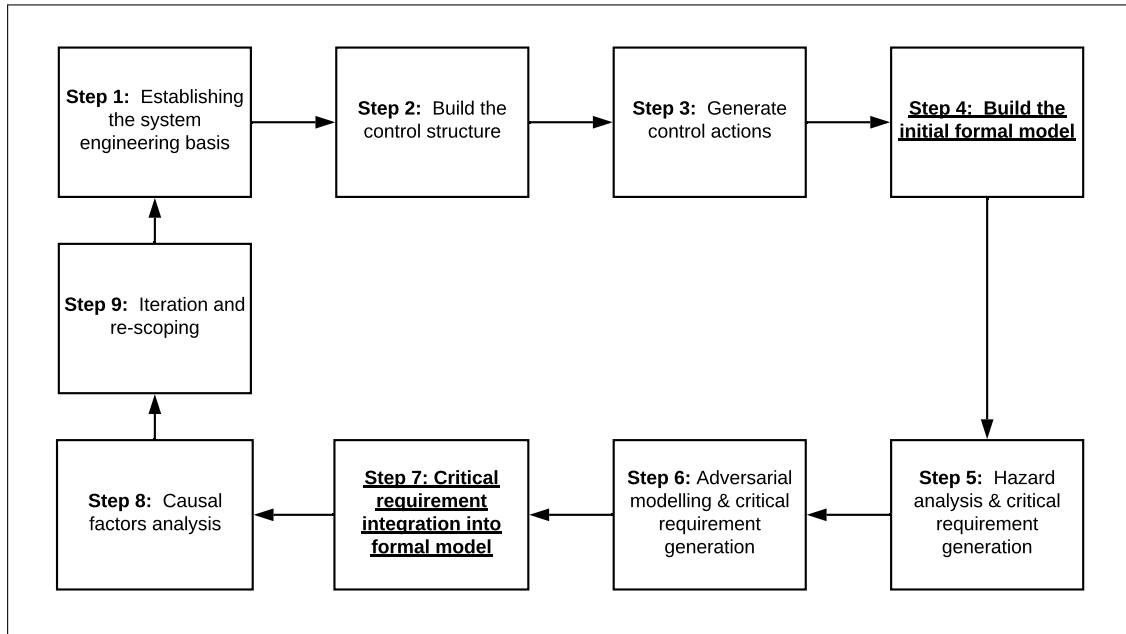 Step 1: Establishing
the system
engineering basis
Step 2: Build the
control structure
Step 3: Generate
control actions
Step 4: Build the
initial formal model
Step 5: Hazard
analysis & critical
requirement
generation
Step 6: Adversarial
modelling & critical
requirement
generation
Step 7: Critical
requirement
integration into
formal model
Step 8: Causal
factors analysis
Step 9: Iteration and
re-scoping